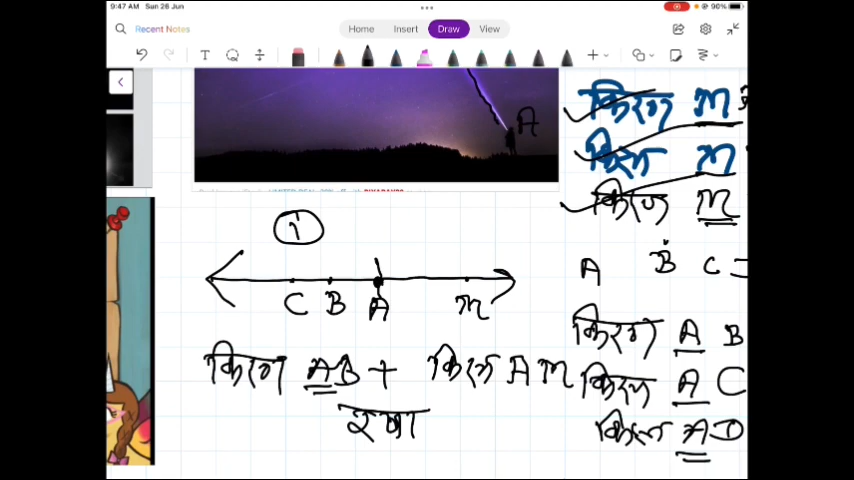 9:47 AM Sun 28 Jun
90%
Recent Notes
Home Insert Draw View
A
किरण M
किरण M
किरण M
1
A B C =
C B A M
किरण A B
किरण AB + किरण AM
किरण A C
रेषा
किरण AD